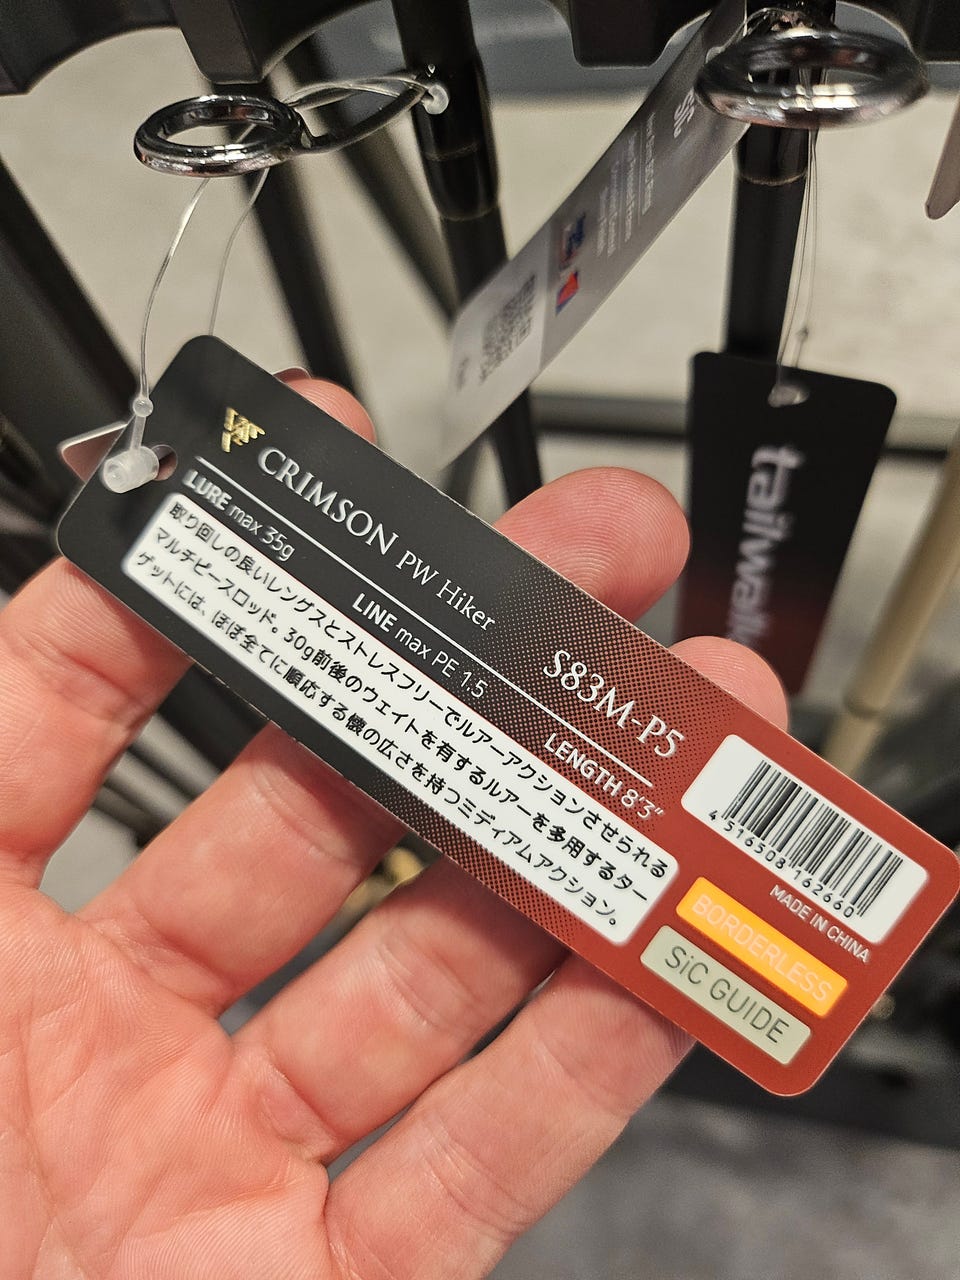 CRIMSON PW Hiker S83M-P5
LURE max 35g LINE max PE 1.5 LENGTH 8'3"
取り回しの良いレングスとストレスフリーでルアーアクションさせられる
マルチピースロッド。30g前後のウェイトを有するルアーを多用するター
ゲットには、ほぼ全てに順応する懐の広さを持つミディアムアクション。
4 516508 162660
MADE IN CHINA
BORDERLESS
SiC GUIDE
tailwalk